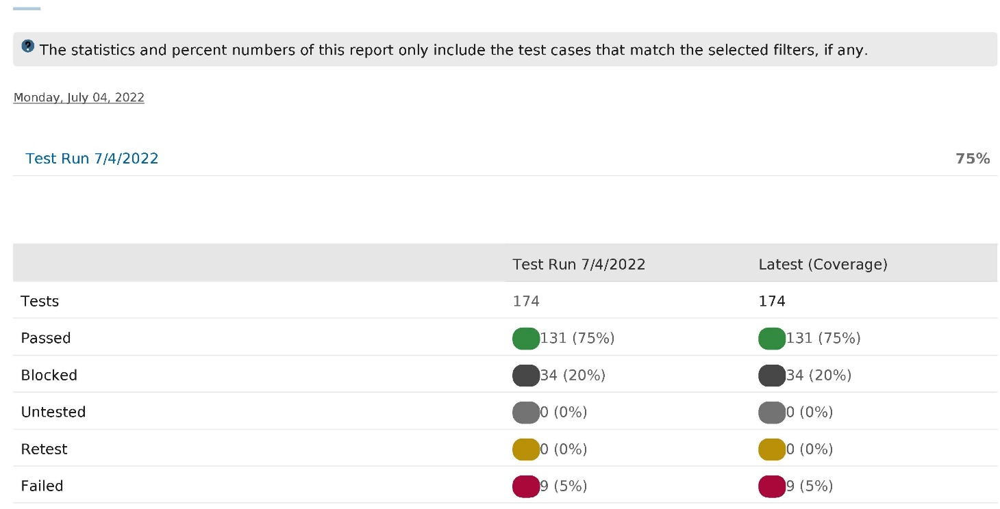 The statistics and percent numbers of this report only include the test cases that match the selected filters, if any.
Monday, July 04, 2022
Test Run 7/4/2022 75%
Test Run 7/4/2022 Latest (Coverage)
Tests 174 174
Passed 131 (75%) 131 (75%)
Blocked 34 (20%) 34 (20%)
Untested 0 (0%) 0 (0%)
Retest 0 (0%) 0 (0%)
Failed 9 (5%) 9 (5%)